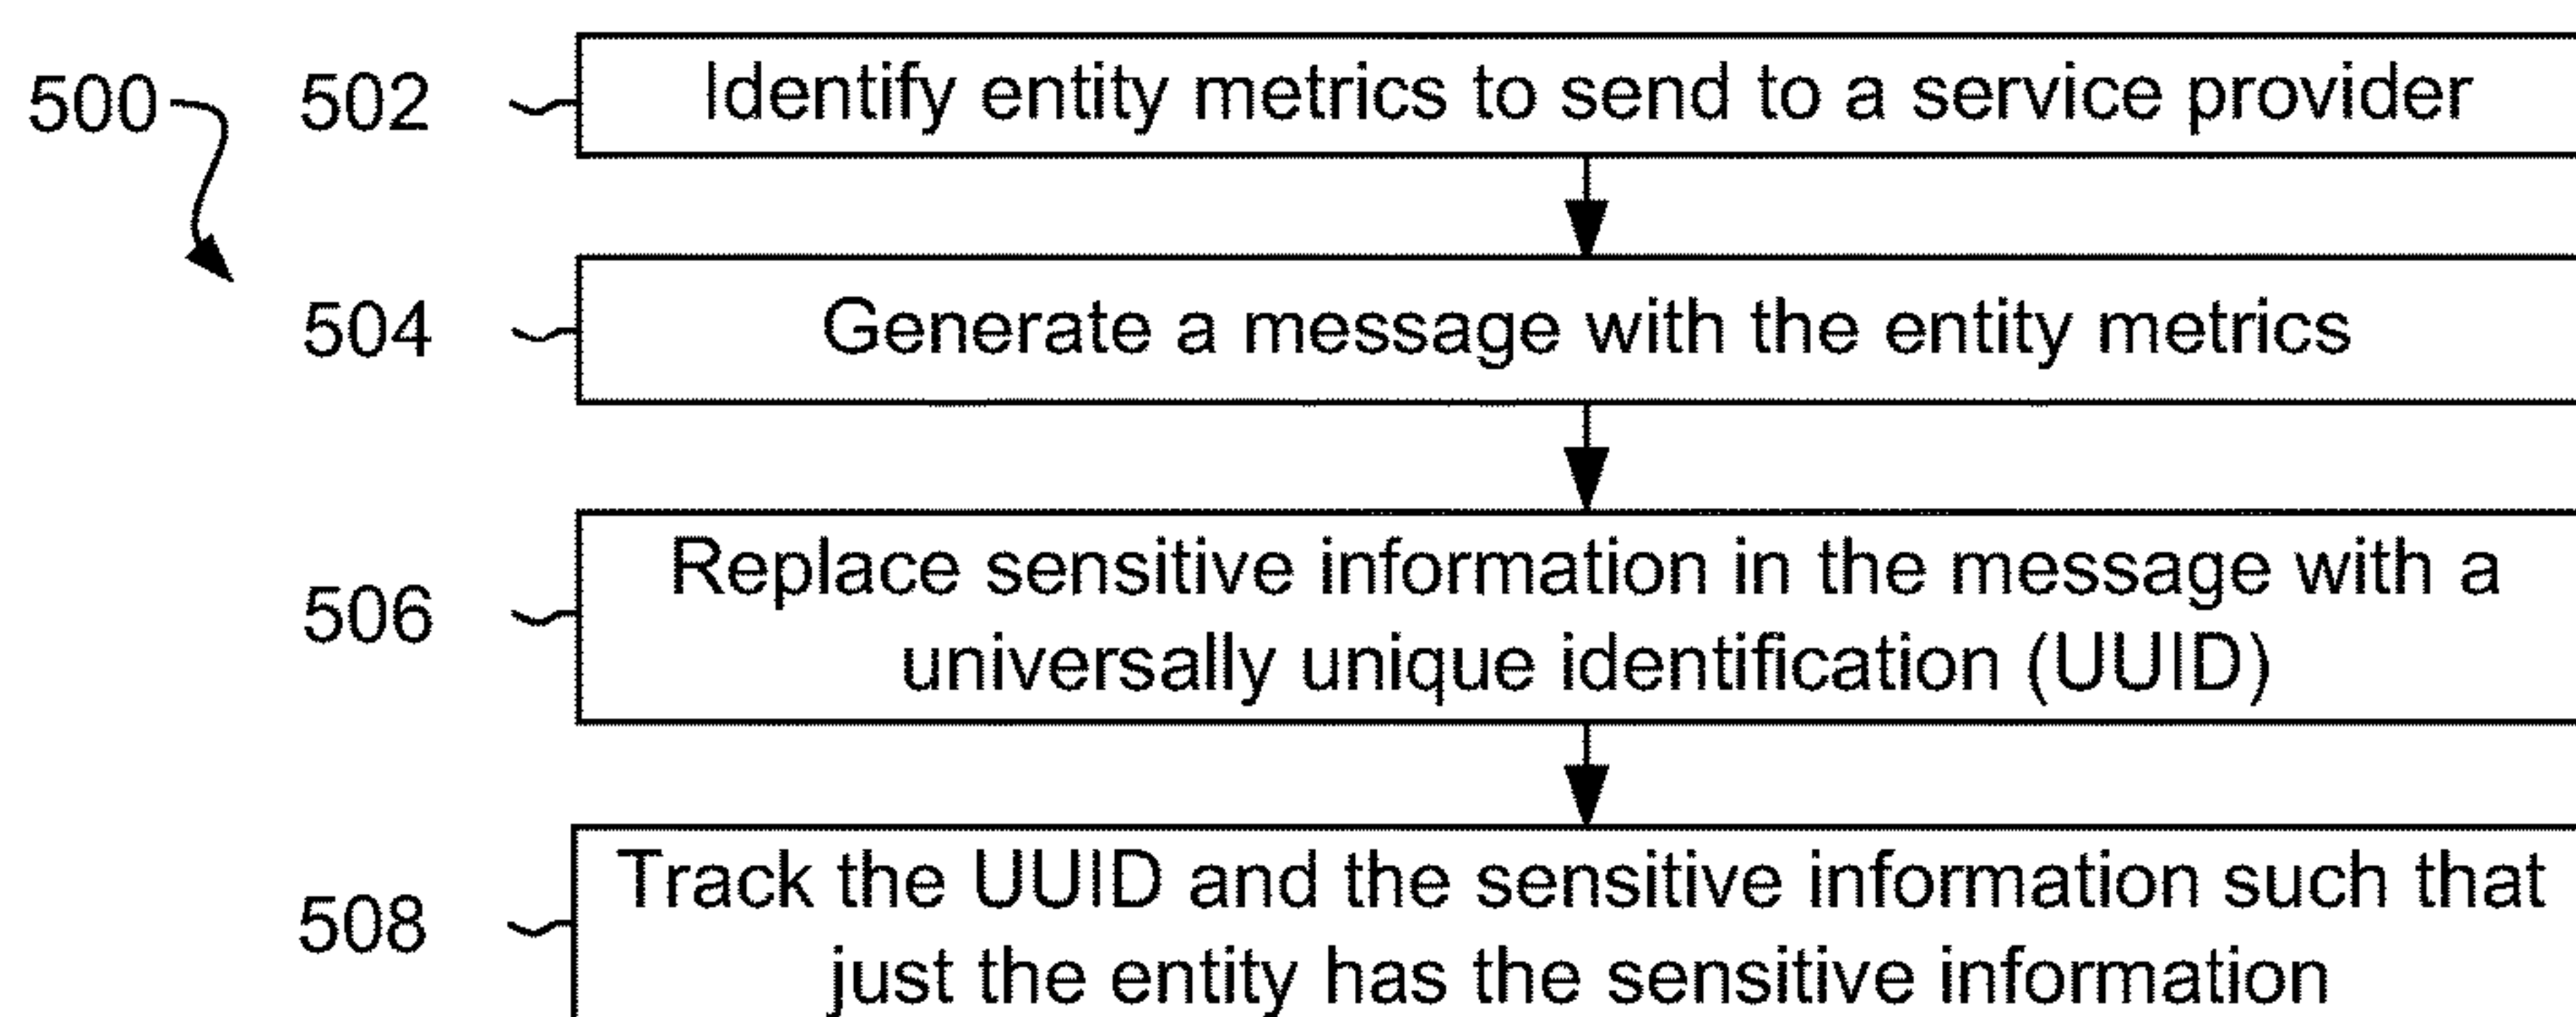 500 502 Identify entity metrics to send to a service provider
504 Generate a message with the entity metrics
506 Replace sensitive information in the message with a
universally unique identification (UUID)
508 Track the UUID and the sensitive information such that
just the entity has the sensitive information